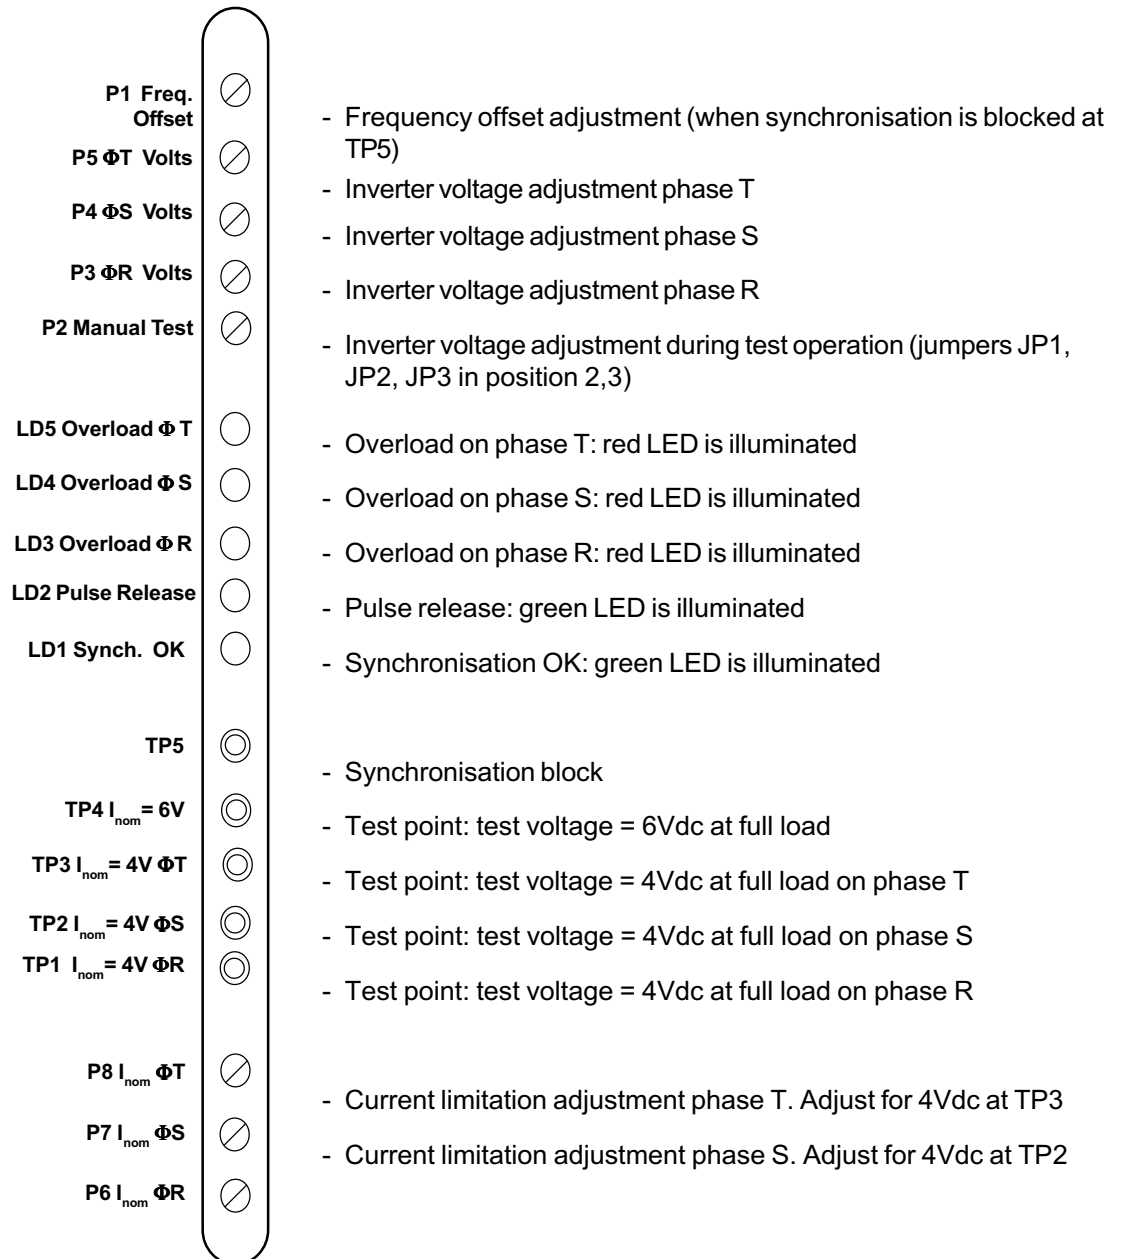 P1 Freq.
Offset
- Frequency offset adjustment (when synchronisation is blocked at
TP5)
P5 ΦT Volts
- Inverter voltage adjustment phase T
P4 ΦS Volts
- Inverter voltage adjustment phase S
P3 ΦR Volts
- Inverter voltage adjustment phase R
P2 Manual Test
- Inverter voltage adjustment during test operation (jumpers JP1,
JP2, JP3 in position 2,3)
LD5 Overload Φ T
- Overload on phase T: red LED is illuminated
LD4 Overload Φ S
- Overload on phase S: red LED is illuminated
LD3 Overload Φ R
- Overload on phase R: red LED is illuminated
LD2 Pulse Release
- Pulse release: green LED is illuminated
LD1 Synch. OK
- Synchronisation OK: green LED is illuminated
TP5
- Synchronisation block
TP4 Inom= 6V
- Test point: test voltage = 6Vdc at full load
TP3 Inom= 4V ΦT
- Test point: test voltage = 4Vdc at full load on phase T
TP2 Inom= 4V ΦS
- Test point: test voltage = 4Vdc at full load on phase S
TP1 Inom= 4V ΦR
- Test point: test voltage = 4Vdc at full load on phase R
P8 Inom ΦT
- Current limitation adjustment phase T. Adjust for 4Vdc at TP3
P7 Inom ΦS
- Current limitation adjustment phase S. Adjust for 4Vdc at TP2
P6 Inom ΦR